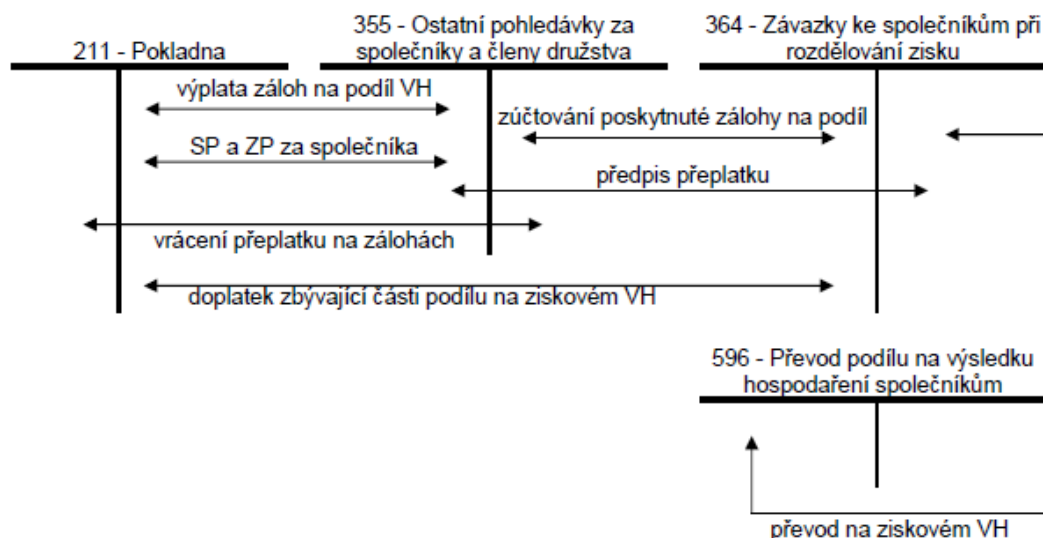 211 - Pokladna
355 - Ostatní pohledávky za
společníky a členy družstva
364 - Závazky ke společníkům při
rozdělování zisku
výplata záloh na podíl VH
zúčtování poskytnuté zálohy na podíl
SP a ZP za společníka
předpis přeplatku
vrácení přeplatku na zálohách
doplatek zbývající části podílu na ziskovém VH
596 - Převod podílu na výsledku
hospodaření společníkům
převod na ziskovém VH